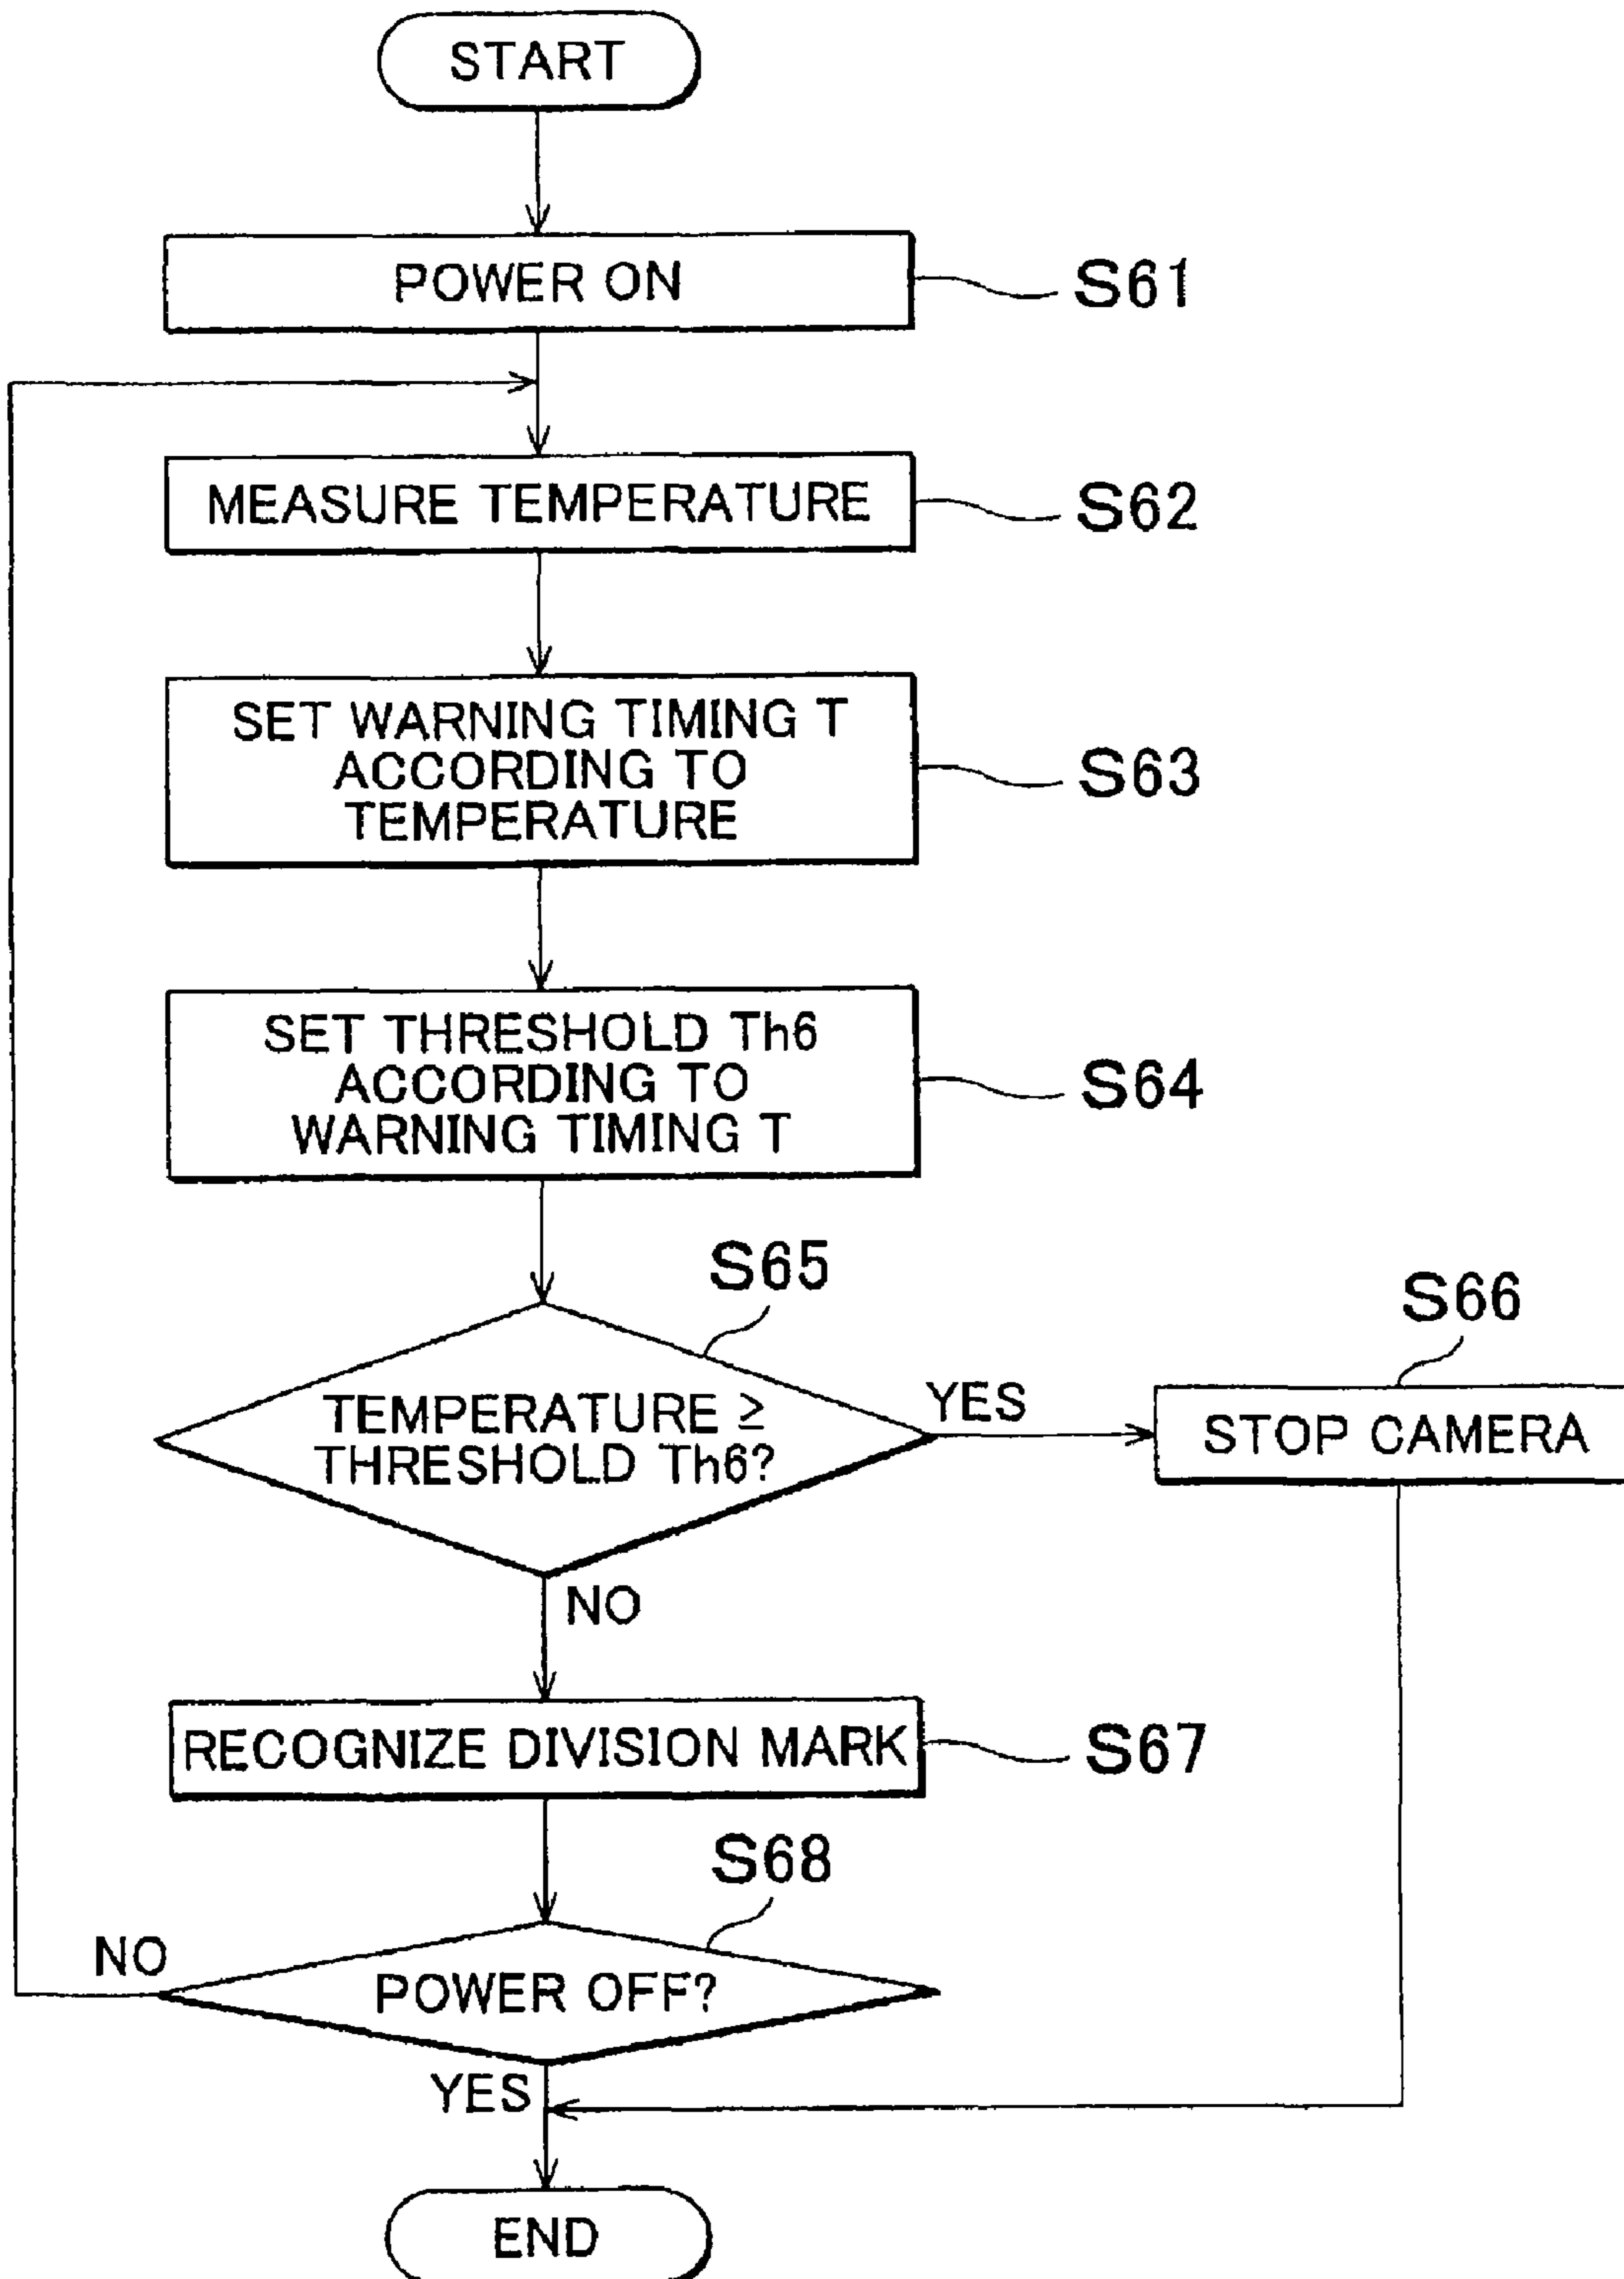 START
POWER ON
S61
MEASURE TEMPERATURE
S62
SET WARNING TIMING T
ACCORDING TO
TEMPERATURE
S63
SET THRESHOLD Th6
ACCORDING TO
WARNING TIMING T
S64
S65
TEMPERATURE ≥
THRESHOLD Th6?
YES
S66
STOP CAMERA
NO
RECOGNIZE DIVISION MARK
S67
S68
POWER OFF?
NO
YES
END